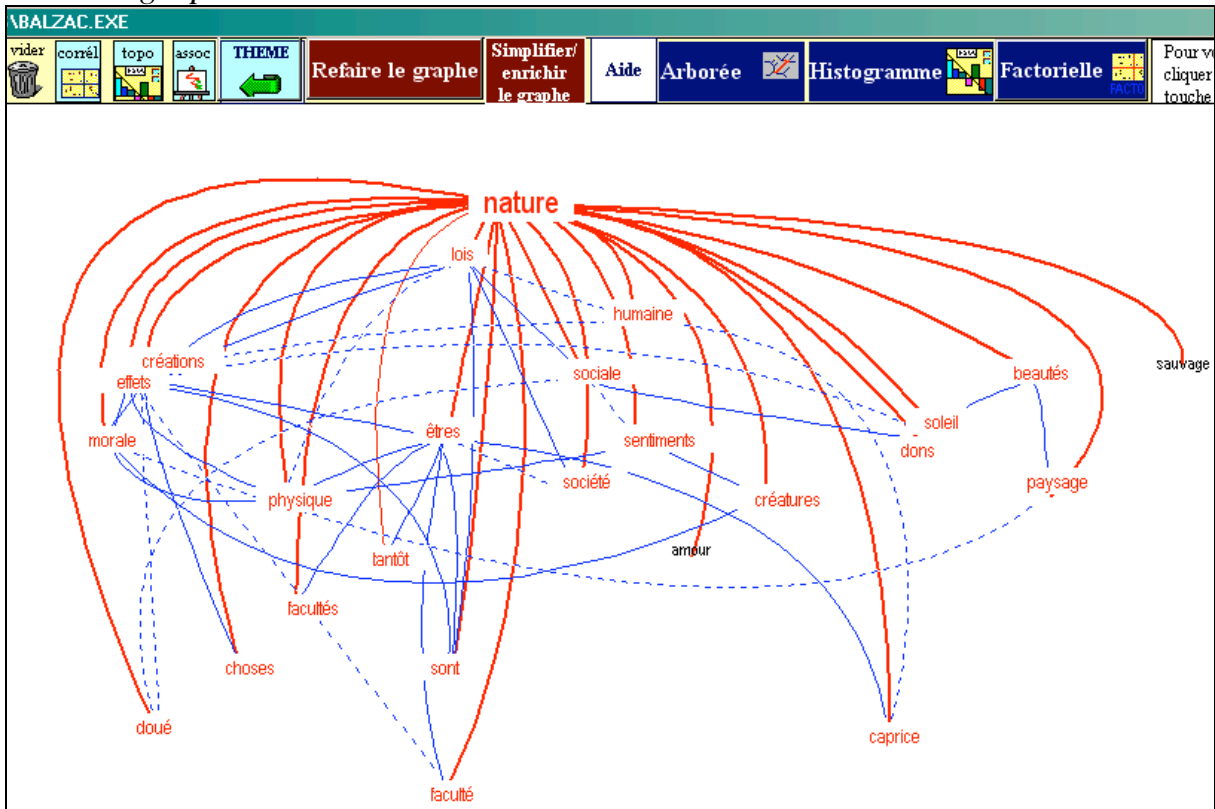 \BALZAC.EXE
vider corrél topo assoc THEME Refaire le graphe Simplifier/ enrichir le graphe Aide Arborée Histogramme Factorielle FACTO
cliquer
touche
nature
lois
humaine
créations
effets
sociale
beautés
sauvage
morale
êtres
sentiments
soleil
dons
physique
société
créatures
paysage
tantôt
amour
facultés
choses
sont
doué
caprice
faculté